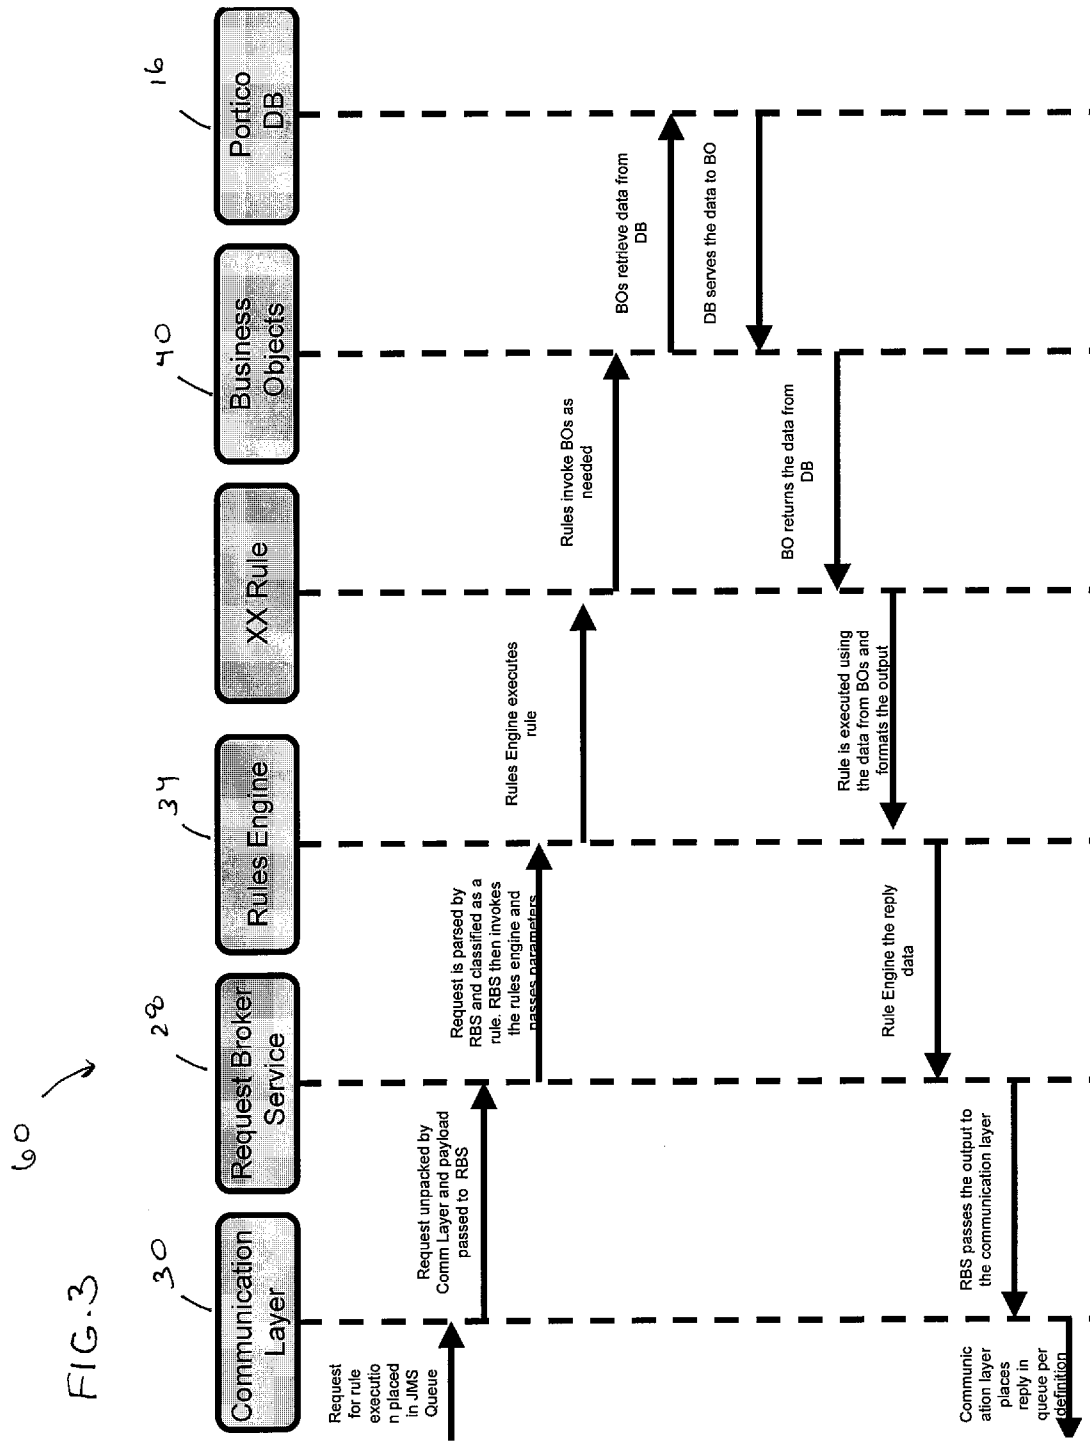 FIG.3
60
30
Communication
Layer
28
Request Broker
Service
34
Rules Engine
XX Rule
40
Business
Objects
16
Portico
DB
Request
for rule
executio
n placed
in JMS
Queue
Request unpacked by
Comm Layer and payload
passed to RBS
Request is parsed by
RBS and classified as a
rule. RBS then invokes
the rules engine and
passes parameters
Rules Engine executes
rule
Rules invoke BOs as
needed
BOs retrieve data from
DB
DB serves the data to BO
BO returns the data from
DB
Rule is executed using
the data from BOs and
formats the output
Rule Engine the reply
data
RBS passes the output to
the communication layer
Communic
ation layer
places
reply in
queue per
definition